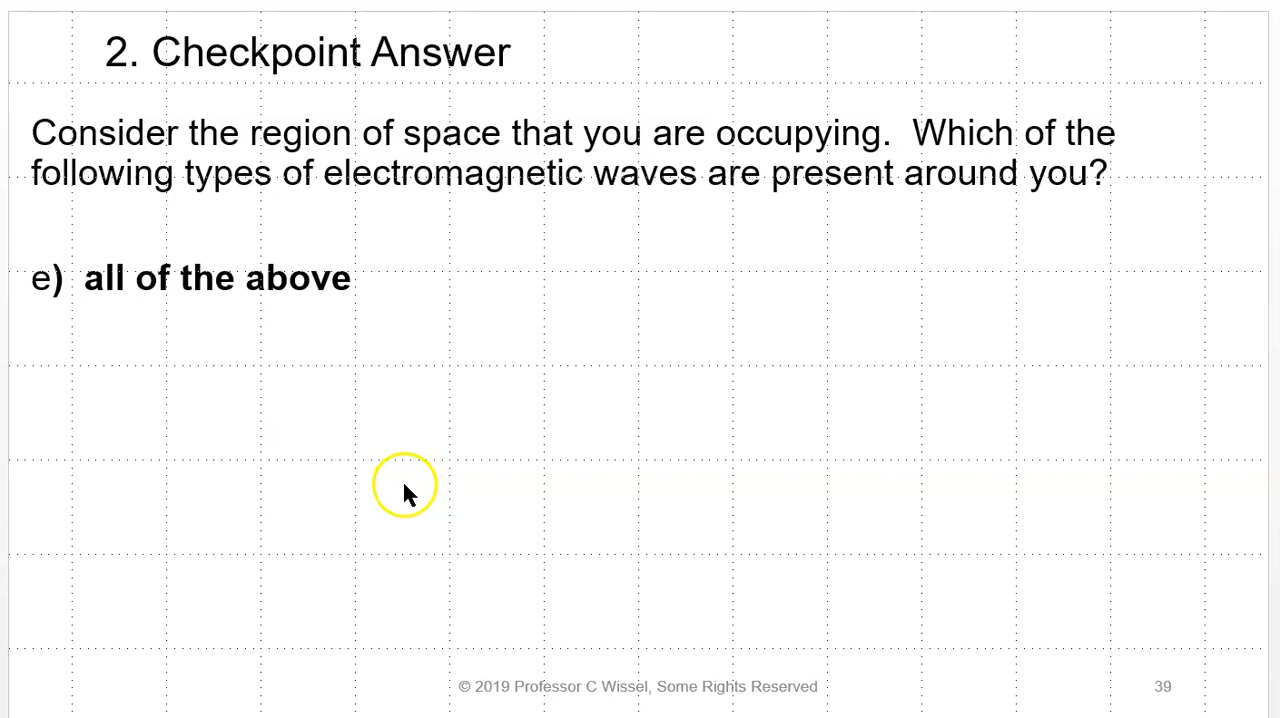 2. Checkpoint Answer
Consider the region of space that you are occupying.  Which of the
following types of electromagnetic waves are present around you?
e)  all of the above
© 2019 Professor C Wissel, Some Rights Reserved
39